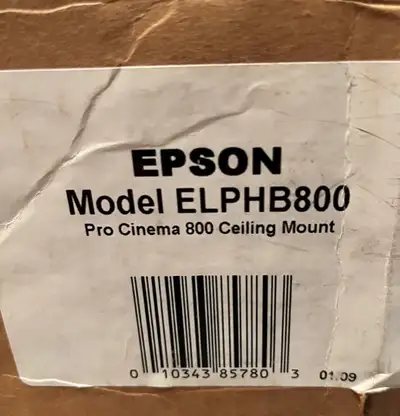 EPSON
Model ELPHB800
Pro Cinema 800 Ceiling Mount
0 10343 85780 3 01.09